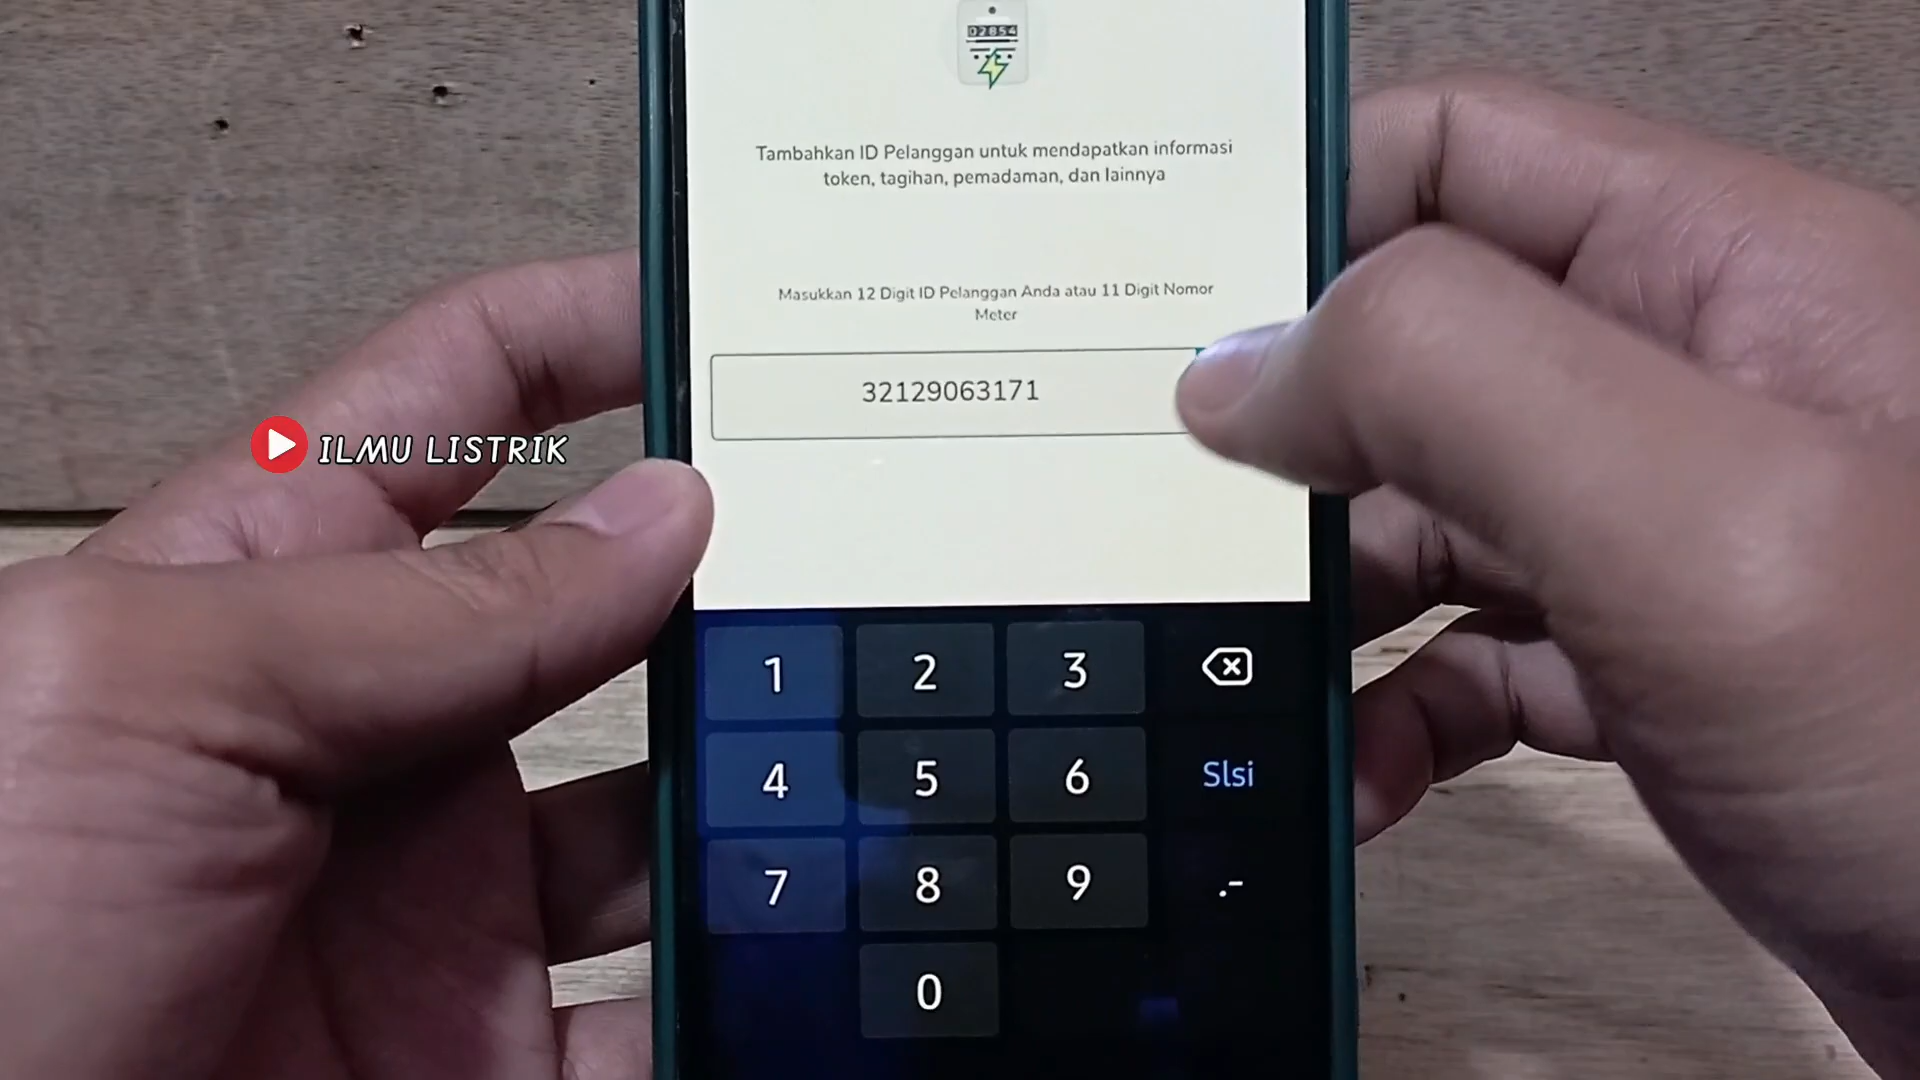 02854
Tambahkan ID Pelanggan untuk mendapatkan informasi
token, tagihan, pemadaman, dan lainnya
Masukkan 12 Digit ID Pelanggan Anda atau 11 Digit Nomor
Meter
32129063171
ILMU LISTRIK
1 2 3
4 5 6 Slsi
7 8 9 .-
0